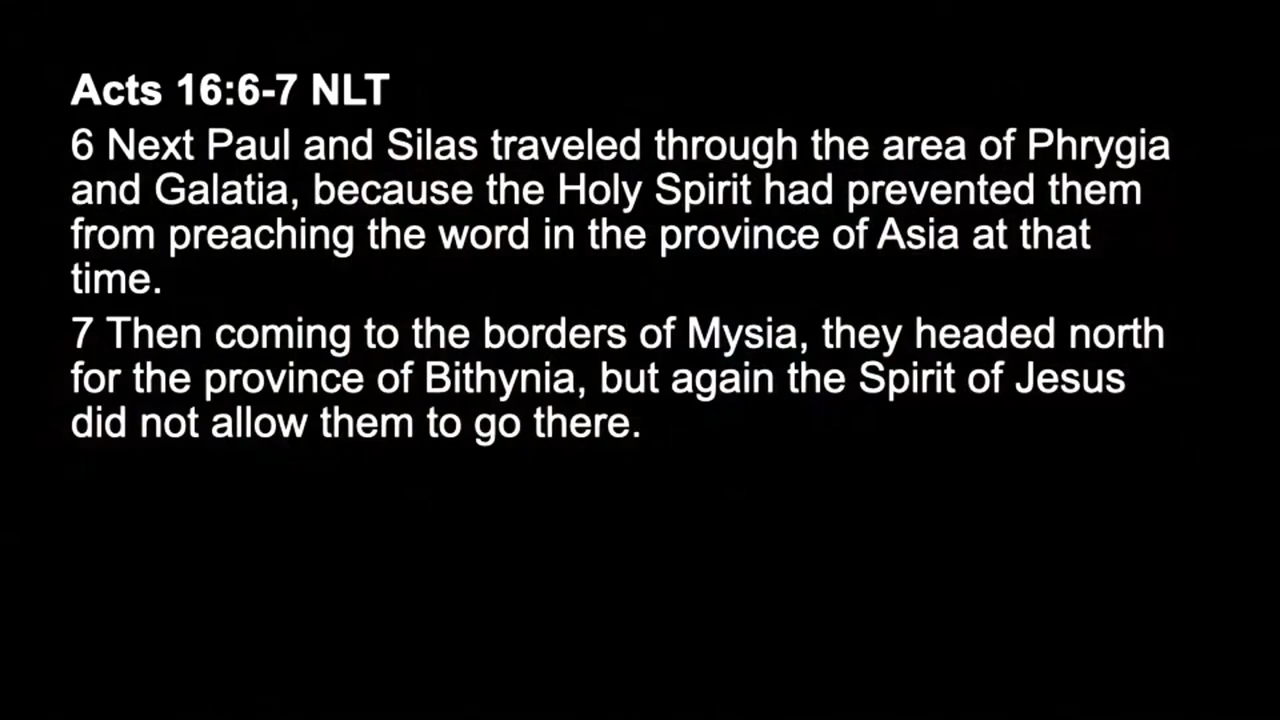 Acts 16:6-7 NLT
6 Next Paul and Silas traveled through the area of Phrygia
and Galatia, because the Holy Spirit had prevented them
from preaching the word in the province of Asia at that
time.
7 Then coming to the borders of Mysia, they headed north
for the province of Bithynia, but again the Spirit of Jesus
did not allow them to go there.